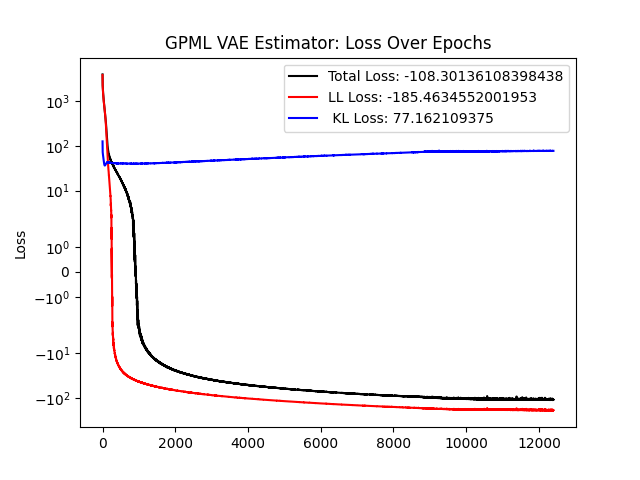 GPML VAE Estimator: Loss Over Epochs
Total Loss: -108.30136108398438
LL Loss: -185.4634552001953
KL Loss: 77.162109375
Loss
10³
10²
10¹
10⁰
0
−10⁰
−10¹
−10²
0 2000 4000 6000 8000 10000 12000